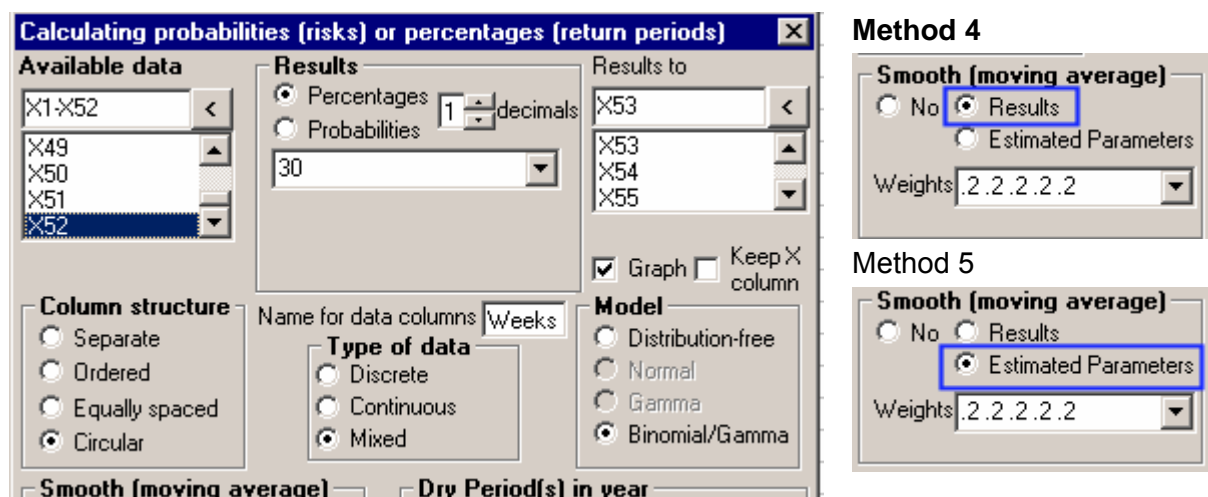 Calculating probabilities (risks) or percentages (return periods)
Available data
X1-X52
<
X49
X50
X51
X52
Results
Percentages
1
decimals
Probabilities
30
Results to
X53
<
X53
X54
X55
Graph
Keep X
column
Column structure
Separate
Ordered
Equally spaced
Circular
Name for data columns
Weeks
Type of data
Discrete
Continuous
Mixed
Model
Distribution-free
Normal
Gamma
Binomial/Gamma
Smooth (moving average)
Dry Period(s) in year
Method 4
Smooth (moving average)
No
Results
Estimated Parameters
Weights
.2 .2 .2 .2 .2
Method 5
Smooth (moving average)
No
Results
Estimated Parameters
Weights
.2 .2 .2 .2 .2